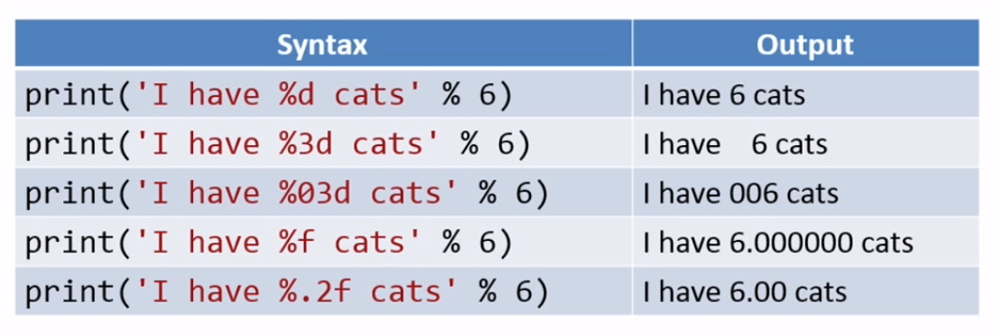 Syntax Output
print('I have %d cats' % 6) I have 6 cats
print('I have %3d cats' % 6) I have   6 cats
print('I have %03d cats' % 6) I have 006 cats
print('I have %f cats' % 6) I have 6.000000 cats
print('I have %.2f cats' % 6) I have 6.00 cats